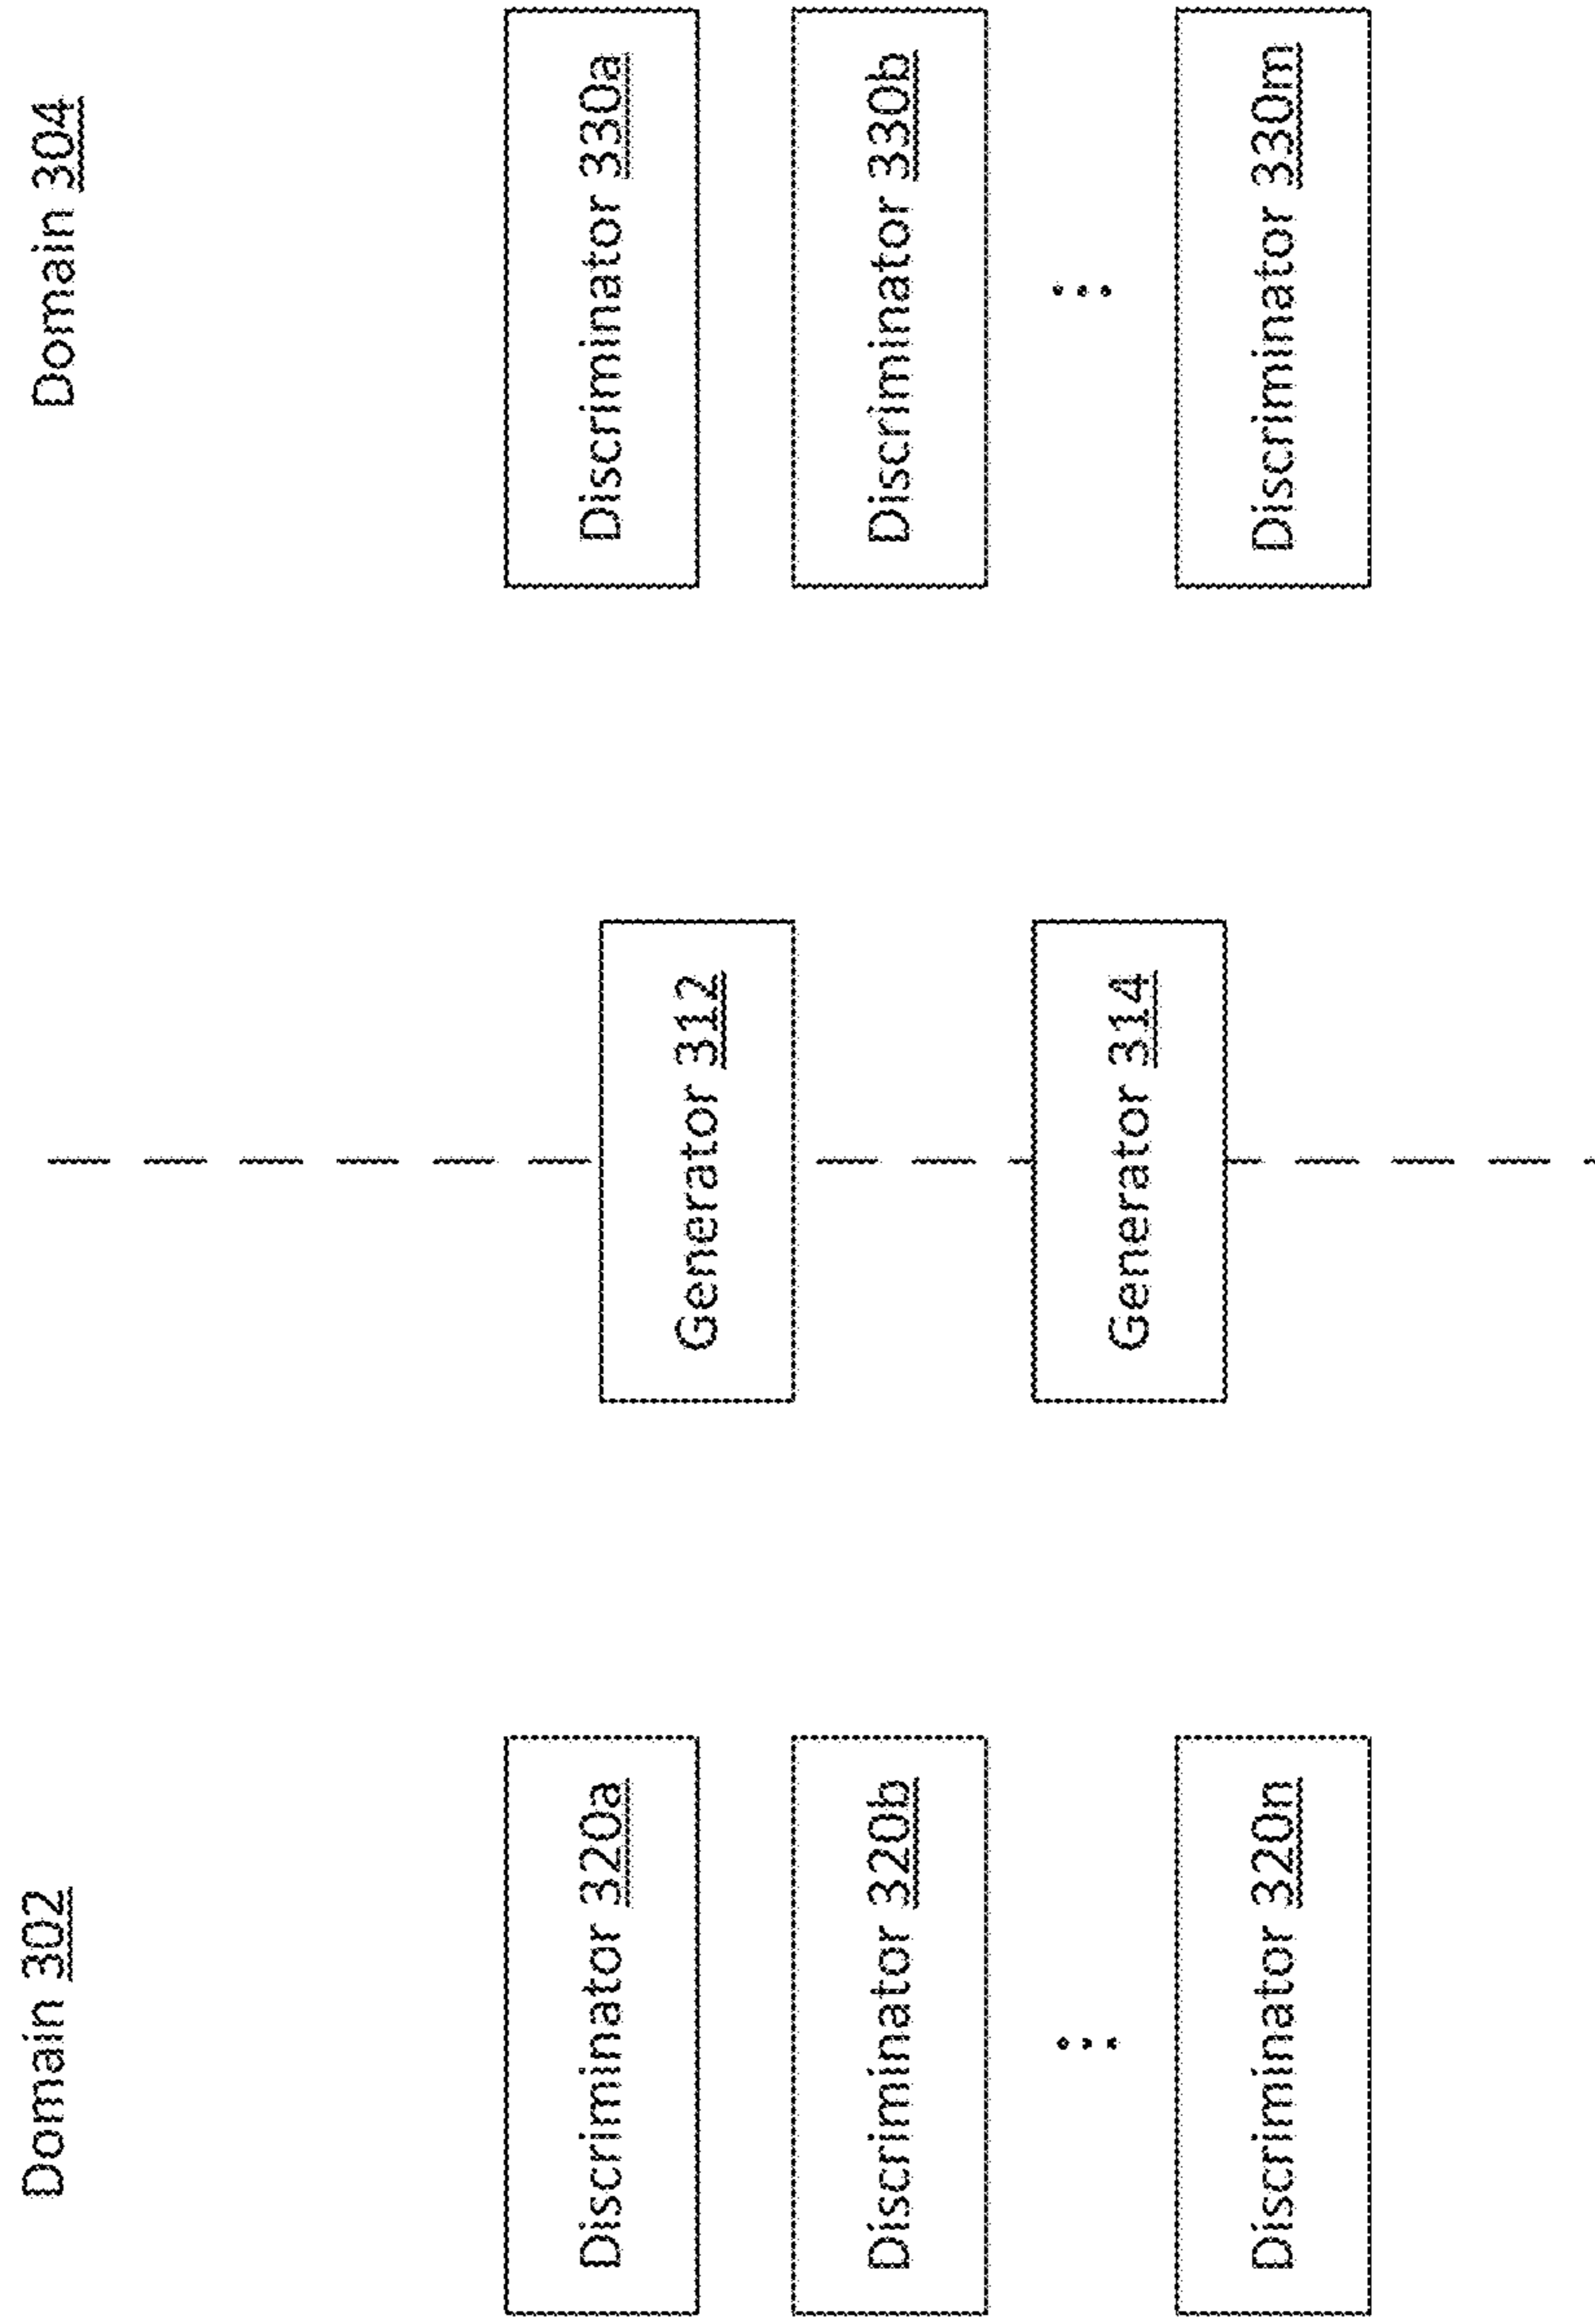 Domain 302
Domain 304
Discriminator 320a
Generator 312
Discriminator 330a
Discriminator 320b
Discriminator 330b
Generator 314
Discriminator 320n
Discriminator 330m